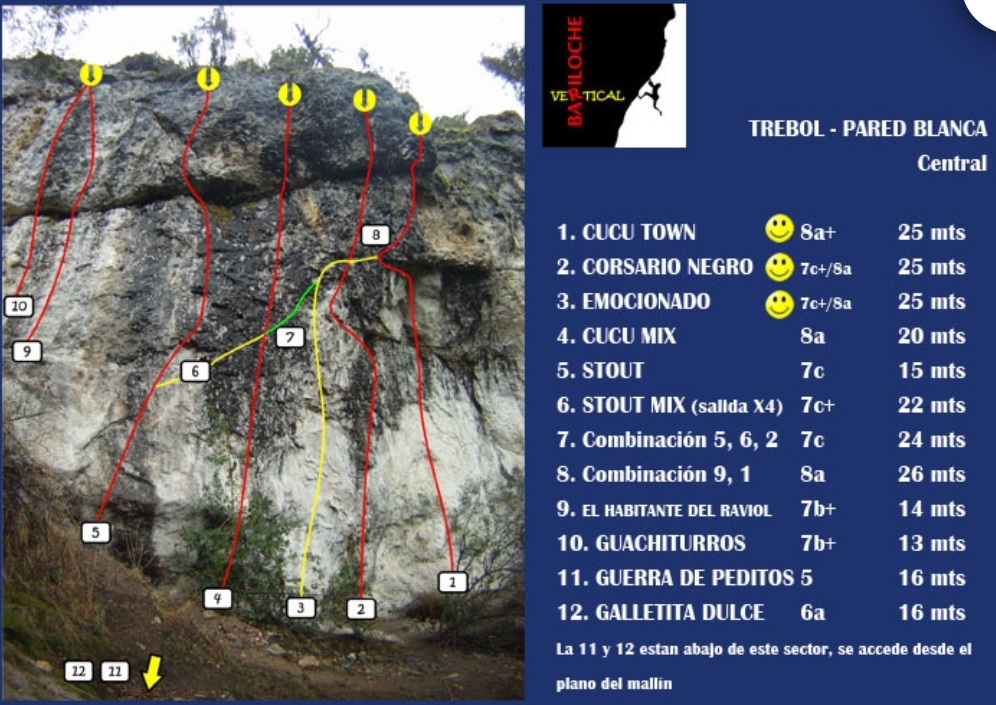 BARILOCHE
VERTICAL
TREBOL - PARED BLANCA
Central
1. CUCU TOWN 8a+ 25 mts
2. CORSARIO NEGRO 7c+/8a 25 mts
3. EMOCIONADO 7c+/8a 25 mts
4. CUCU MIX 8a 20 mts
5. STOUT 7c 15 mts
6. STOUT MIX (salida X4) 7c+ 22 mts
7. Combinación 5, 6, 2 7c 24 mts
8. Combinación 9, 1 8a 26 mts
9. EL HABITANTE DEL RAVIOL 7b+ 14 mts
10. GUACHITURROS 7b+ 13 mts
11. GUERRA DE PEDITOS 5 16 mts
12. GALLETITA DULCE 6a 16 mts
La 11 y 12 estan abajo de este sector, se accede desde el
plano del mallin
8
10
7
9
6
5
1
4
3
2
12 11